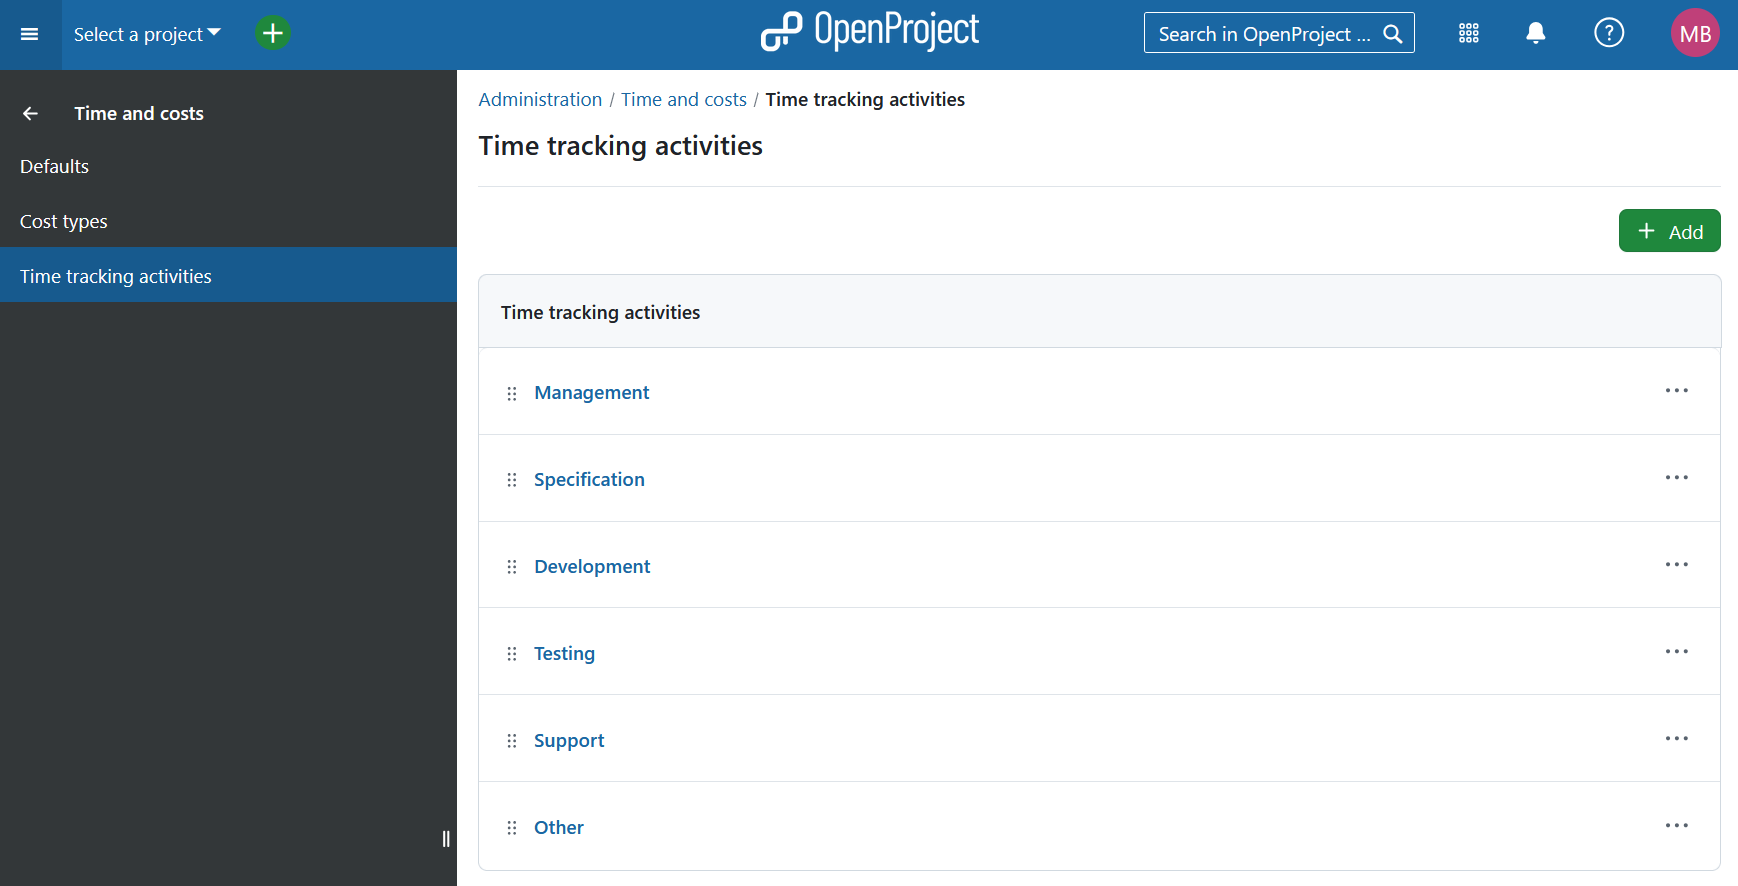 Select a project
OpenProject
Search in OpenProject ...
MB
Time and costs
Defaults
Cost types
Time tracking activities
Administration / Time and costs / Time tracking activities
Time tracking activities
+ Add
Time tracking activities
Management
Specification
Development
Testing
Support
Other